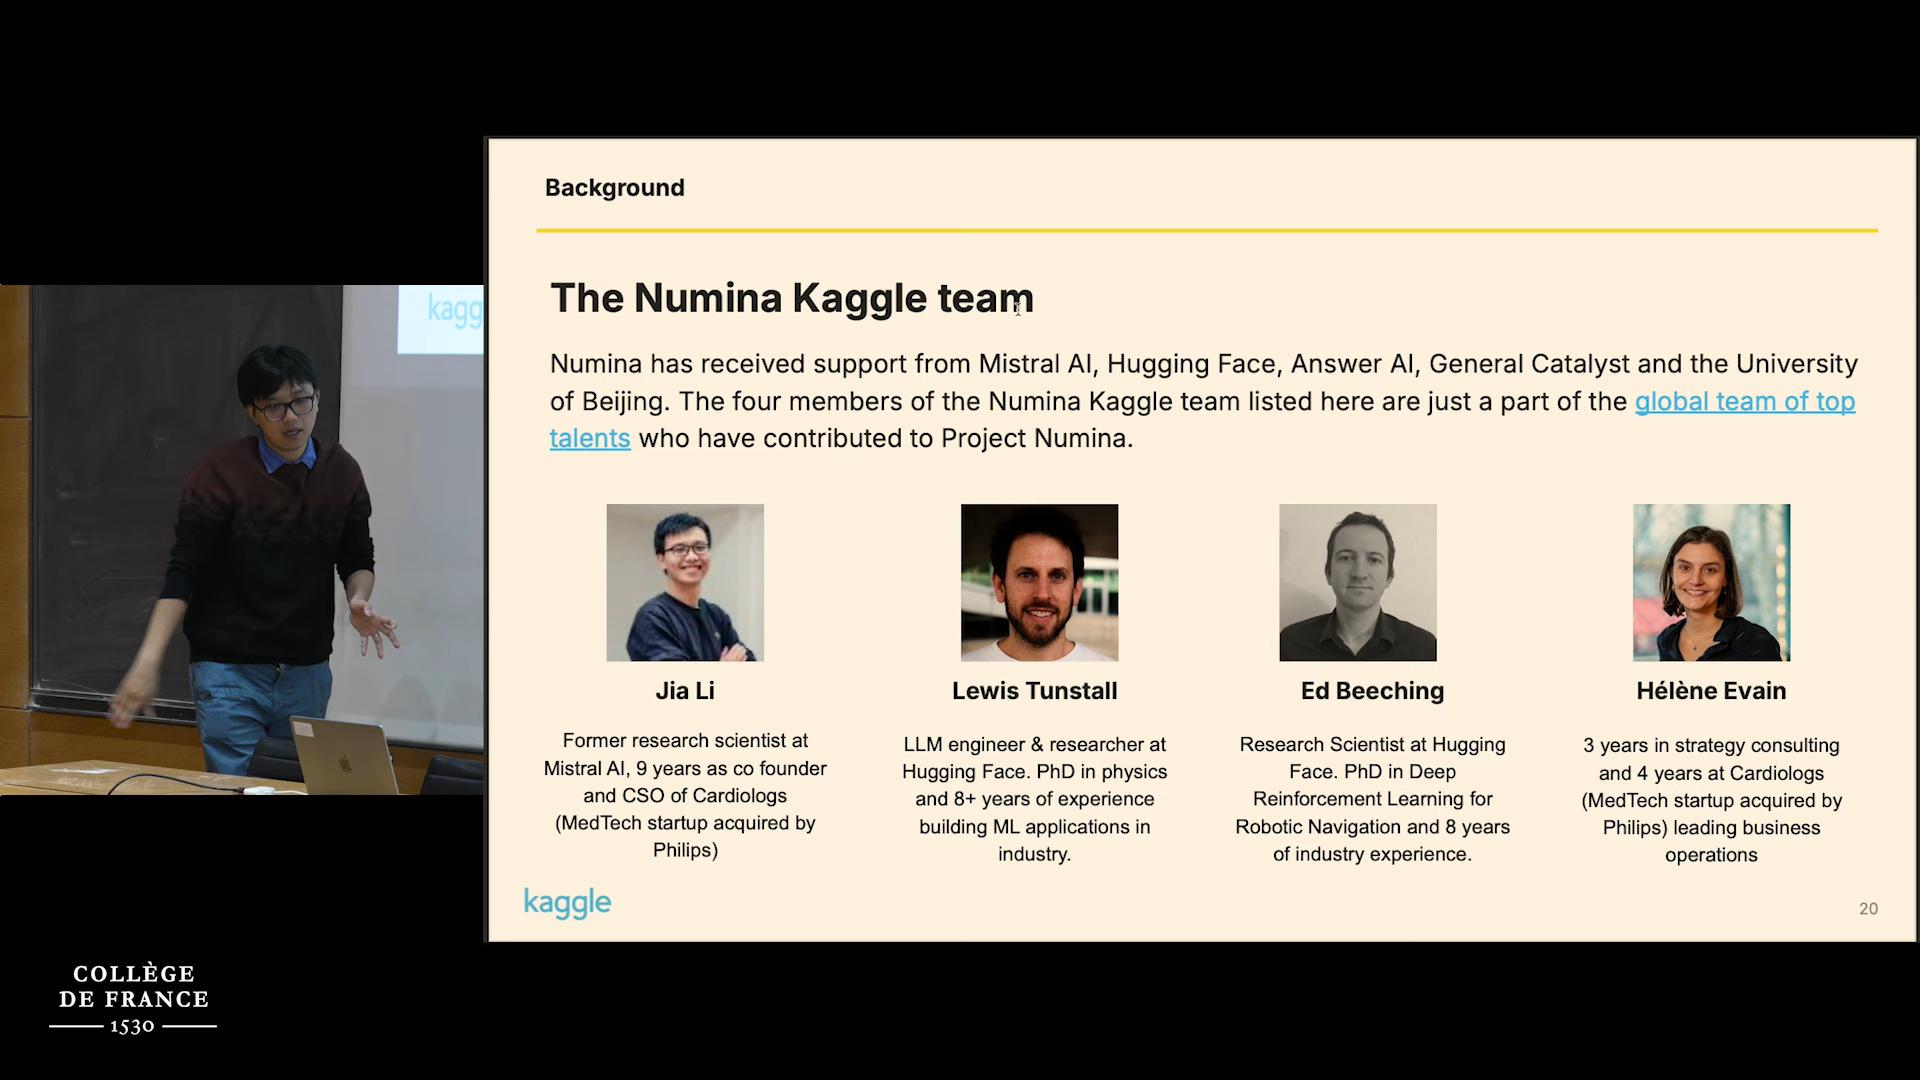 Background
The Numina Kaggle team
Numina has received support from Mistral AI, Hugging Face, Answer AI, General Catalyst and the University
of Beijing. The four members of the Numina Kaggle team listed here are just a part of the global team of top
talents who have contributed to Project Numina.
Jia Li
Former research scientist at
Mistral AI, 9 years as co founder
and CSO of Cardiologs
(MedTech startup acquired by
Philips)
Lewis Tunstall
LLM engineer & researcher at
Hugging Face. PhD in physics
and 8+ years of experience
building ML applications in
industry.
Ed Beeching
Research Scientist at Hugging
Face. PhD in Deep
Reinforcement Learning for
Robotic Navigation and 8 years
of industry experience.
Hélène Evain
3 years in strategy consulting
and 4 years at Cardiologs
(MedTech startup acquired by
Philips) leading business
operations
kaggle
20
kagg
COLLÈGE
DE FRANCE
1530